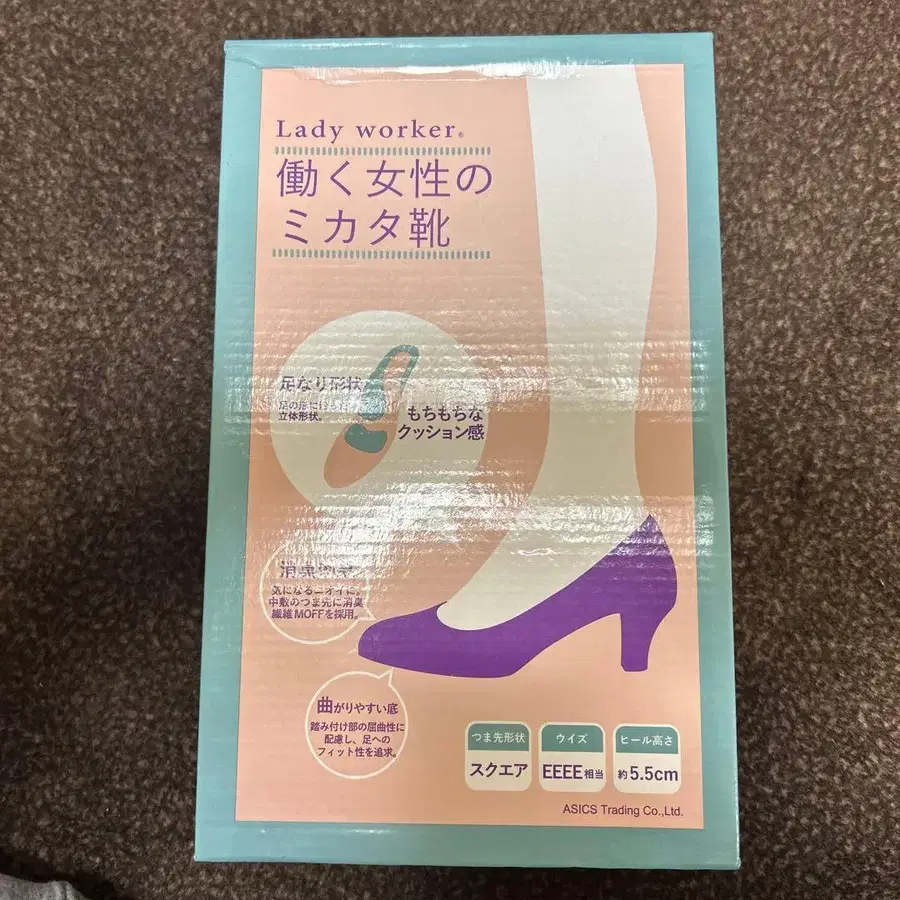 Lady worker®
働く女性の
ミカタ靴
足なり形状
足の形に
立体形状。
もちもちな
クッション感
気になるニオイに。
中敷のつま先に消臭
繊維MOFFを採用。
曲がりやすい底
踏み付け部の屈曲性に
配慮し、足への
フィット性を追求。
つま先形状
スクエア
ウイズ
EEEE相当
ヒール高さ
約5.5cm
ASICS Trading Co.,Ltd.